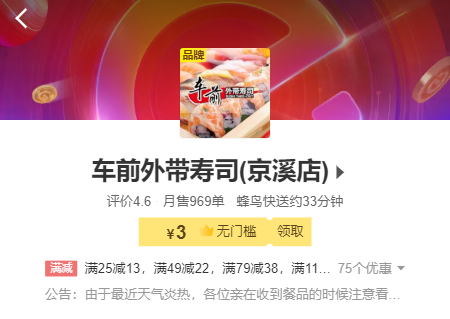 品牌
车前
外带寿司
车前外带寿司(京溪店)
评价4.6 月售969单 蜂鸟快送约33分钟
¥3 无门槛 领取
满减 满25减13，满49减22，满79减38，满11... 75个优惠
公告：由于最近天气炎热，各位亲在收到餐品的时候注意看...